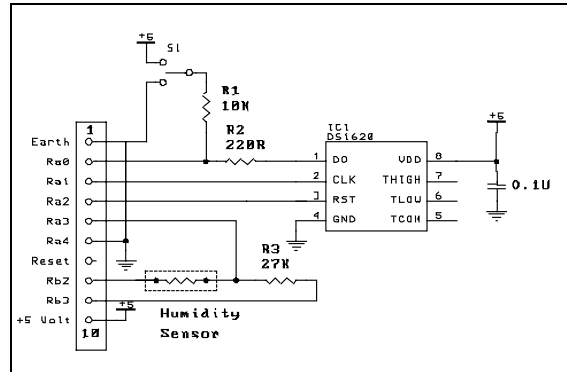 +5
S1
R1
10K
R2
220R
IC1
DS1620
+5
1
Earth
Ra0
Ra1
Ra2
Ra3
Ra4
Reset
Rb2
Rb3
+5 Volt
10
1 DO VDD 8
2 CLK THIGH 7
3 RST TLOW 6
4 GND TCOM 5
0.1U
R3
27K
+5
Humidity
Sensor